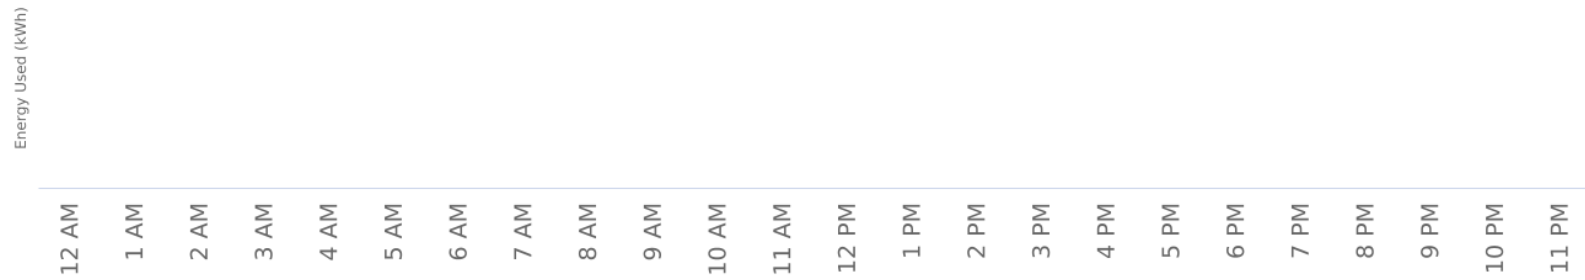 Energy Used (kWh)
12 AM
1 AM
2 AM
3 AM
4 AM
5 AM
6 AM
7 AM
8 AM
9 AM
10 AM
11 AM
12 PM
1 PM
2 PM
3 PM
4 PM
5 PM
6 PM
7 PM
8 PM
9 PM
10 PM
11 PM